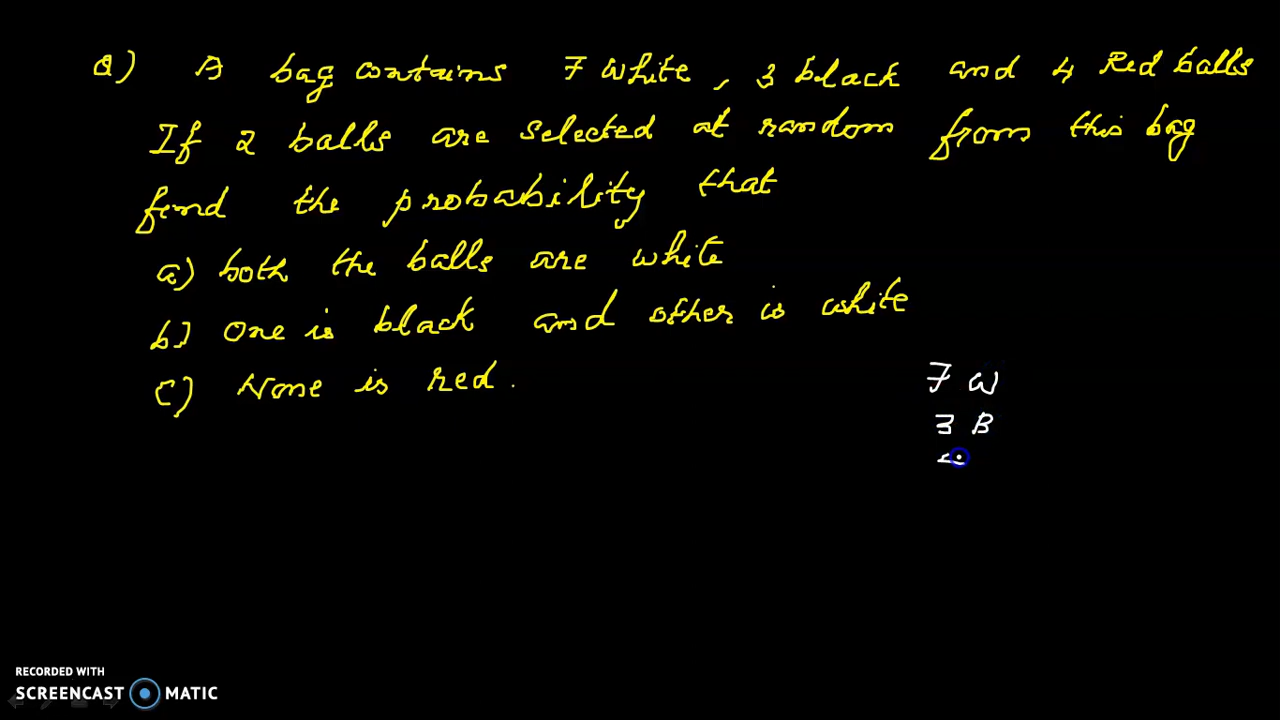 Q) A bag contains 7 white, 3 black and 4 Red balls
If 2 balls are selected at random from this bag
find the probability that
a) both the balls are white
b) One is black and other is white
c) None is red.
7 W
3 B
RECORDED WITH
SCREENCAST MATIC